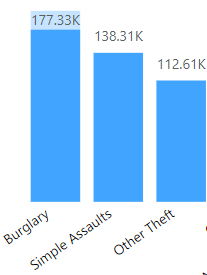 177.33K
138.31K
112.61K
Burglary
Simple Assaults
Other Theft